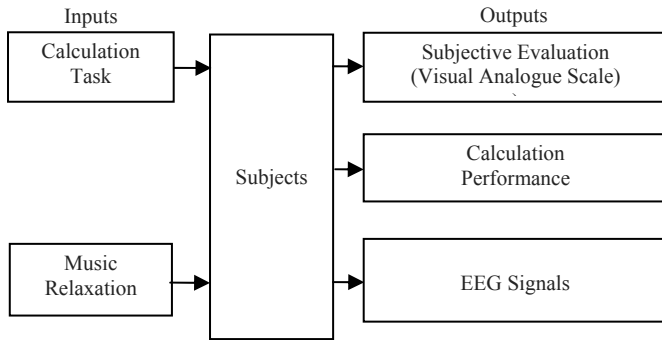 Inputs
Outputs
Calculation
Task
Subjective Evaluation
(Visual Analogue Scale)
Subjects
Calculation
Performance
Music
Relaxation
EEG Signals